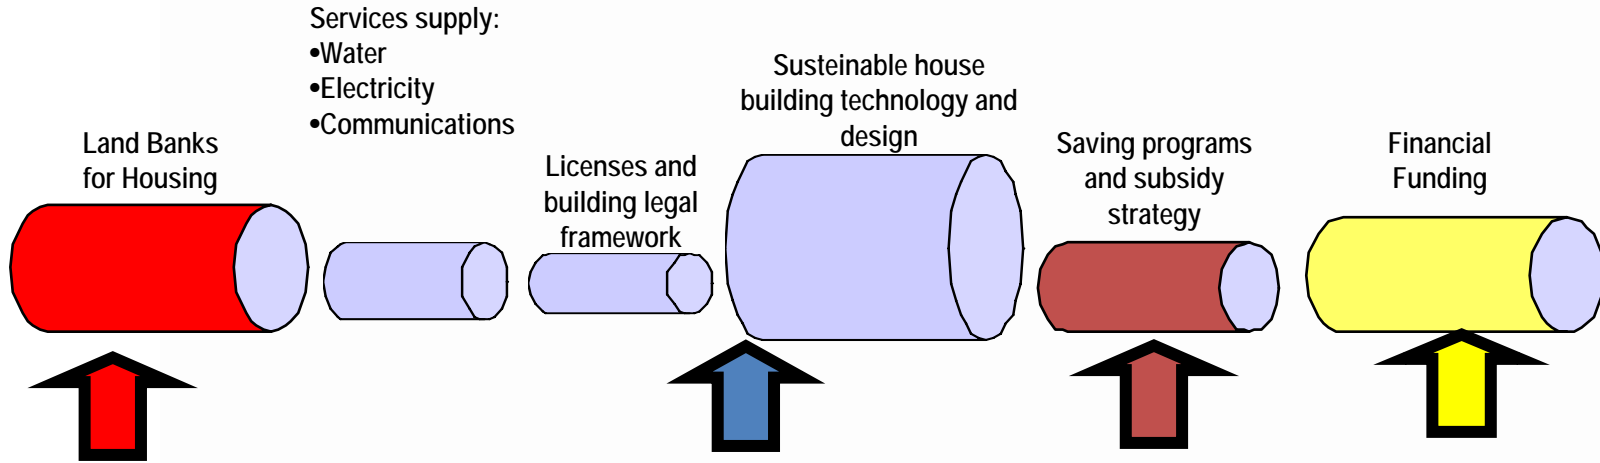 Land Banks
for Housing
Services supply:
•Water
•Electricity
•Communications
Licenses and
building legal
framework
Susteinable house
building technology and
design
Saving programs
and subsidy
strategy
Financial
Funding